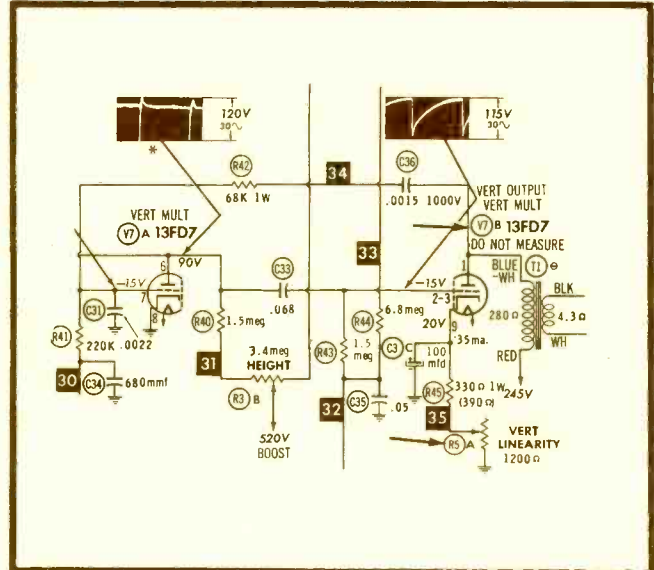 120V
30∿
*
115V
30∿
R42
68K 1W
34
C36
.0015 1000V
VERT OUTPUT
VERT MULT
V7 B 13FD7
DO NOT MEASURE
VERT MULT
V7 A 13FD7
6
90V
33
1
BLUE
-WH
T1 ⊖
BLK
C33
.068
-15V
7
8
-15V
2-3
280Ω
4.3Ω
WH
C31
.0022
R41
220K
R40
1.5meg
R44
6.8meg
20V
9
35ma.
RED
245V
R43
1.5
meg
C3 C
100
mfd
30
C34
680mmf
31
3.4meg
HEIGHT
R3 B
520V
BOOST
32
C35
.05
R45
330Ω 1W
(390Ω)
35
R5 A
VERT
LINEARITY
1200Ω